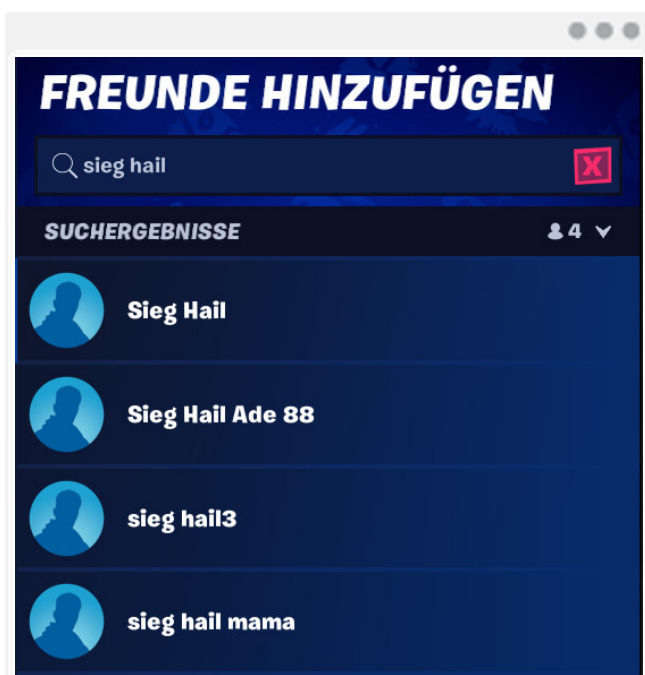 FREUNDE HINZUFÜGEN
sieg hail
X
SUCHERGEBNISSE 4
Sieg Hail
Sieg Hail Ade 88
sieg hail3
sieg hail mama